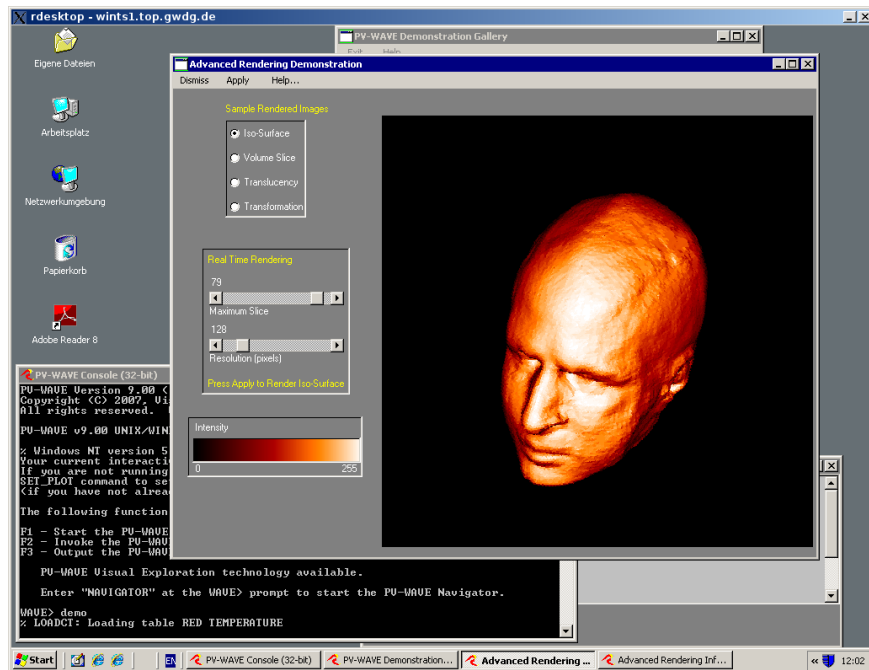 rdesktop - wints1.top.gwdg.de
Eigene Dateien
Arbeitsplatz
Netzwerkumgebung
Papierkorb
Adobe Reader 8
PV-WAVE Demonstration Gallery
Exit Help
Advanced Rendering Demonstration
Dismiss Apply Help...
Sample Rendered Images
Iso-Surface
Volume Slice
Translucency
Transformation
Real Time Rendering
79
Maximum Slice
128
Resolution (pixels)
Press Apply to Render Iso-Surface
Intensity
0 255
PV-WAVE Console (32-bit)
PV-WAVE Version 9.00 (
Copyright (C) 2007, Vi
All rights reserved.
PV-WAVE v9.00 UNIX/WIN
% Windows NT version 5
Your current interacti
If you are not running
SET_PLOT command to se
(if you have not alrea
The following function
F1 - Start the PV-WAVE
F2 - Invoke the PV-WAV
F3 - Output the PV-WAV
PV-WAVE Visual Exploration technology available.
Enter "NAVIGATOR" at the WAVE> prompt to start the PV-WAVE Navigator.
WAVE> demo
% LOADCT: Loading table RED TEMPERATURE
Start EN PV-WAVE Console (32-bit) PV-WAVE Demonstration... Advanced Rendering ... Advanced Rendering Inf... « 12:02